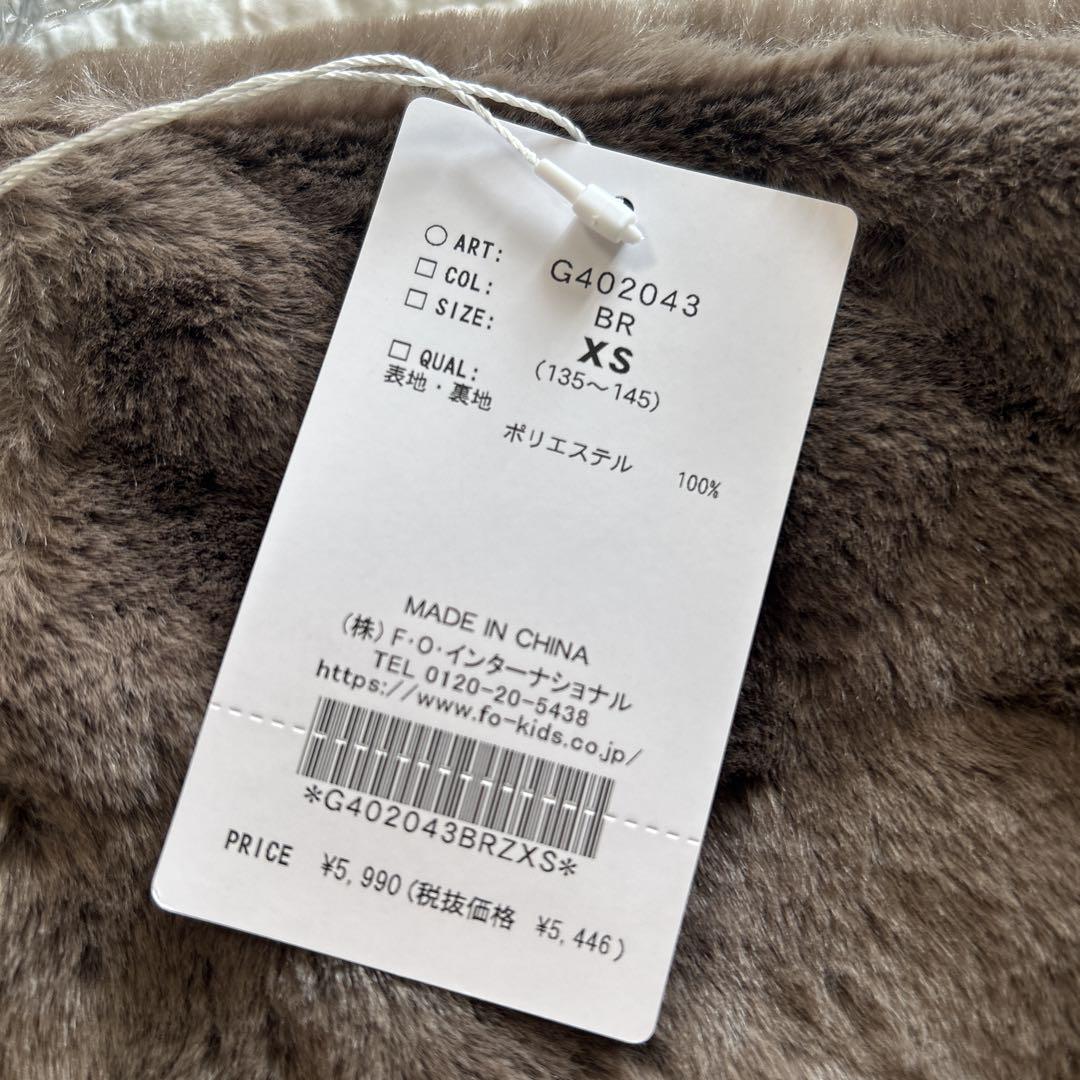 ○ ART: G402043
□ COL: BR
□ SIZE: XS
(135～145)
□ QUAL:
表地・裏地
ポリエステル 100%
MADE IN CHINA
(株)F・O・インターナショナル
TEL 0120-20-5438
https://www.fo-kids.co.jp/
*G402043BRZXS*
PRICE ¥5,990(税抜価格 ¥5,446)